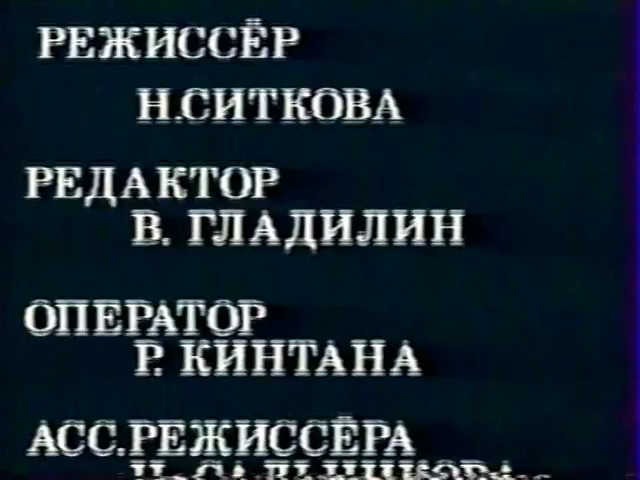 РЕЖИССЁР
Н.СИТКОВА
РЕДАКТОР
В. ГЛАДИЛИН
ОПЕРАТОР
Р. КИНТАНА
АСС.РЕЖИССЁРА